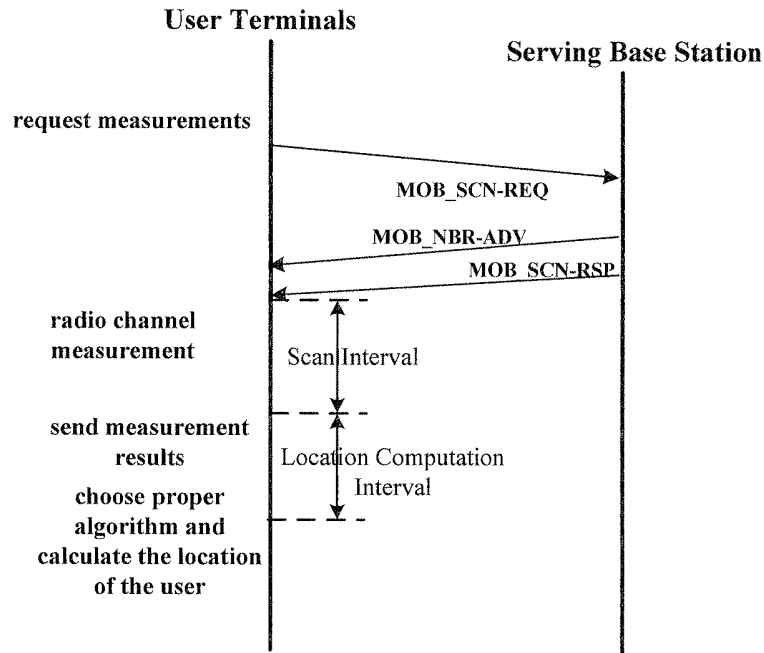 User Terminals
Serving Base Station
request measurements
MOB_SCN-REQ
MOB_NBR-ADV
MOB_SCN-RSP
radio channel
measurement
Scan Interval
send measurement
results
Location Computation
Interval
choose proper
algorithm and
calculate the location
of the user